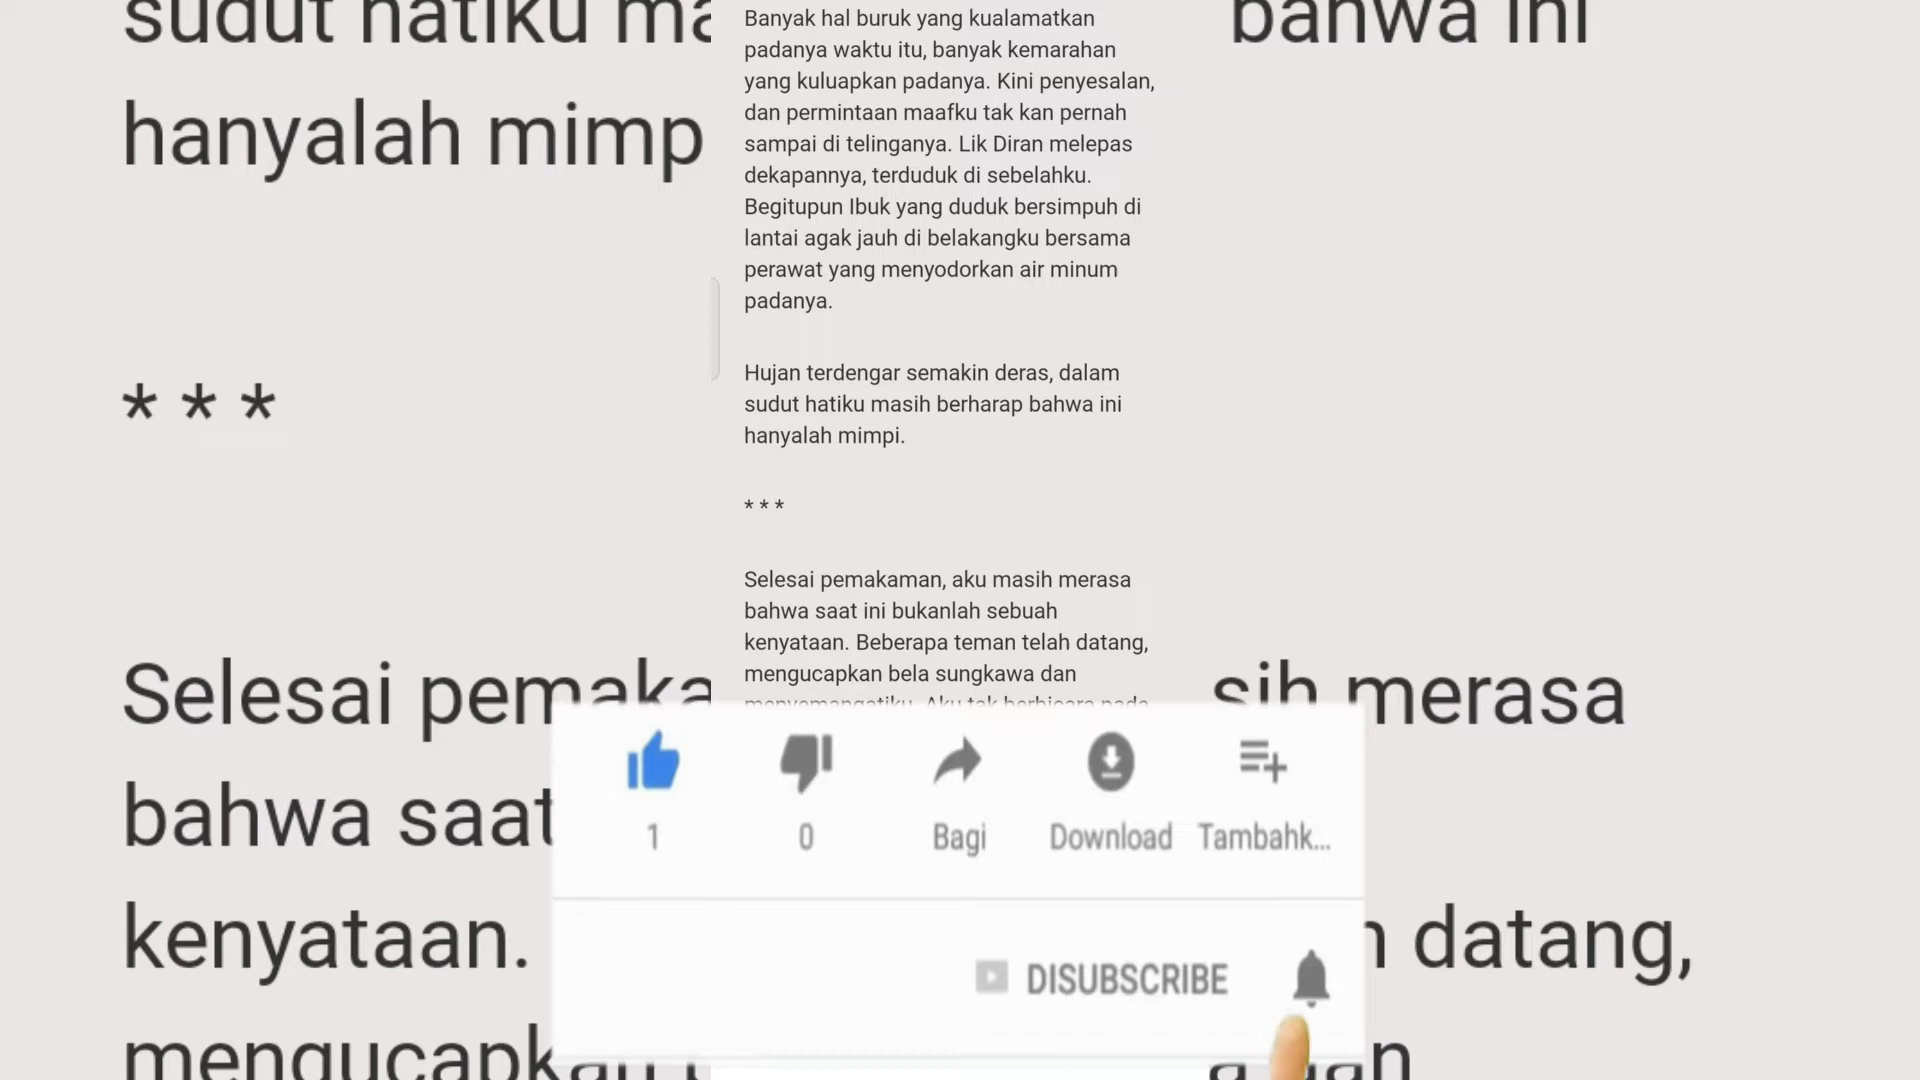 sudut hatiku
bahwa ini
hanyalah
* * *
Selesai
merasa
bahwa saat
kenyataan.
datang,
Banyak hal buruk yang kualamatkan
padanya waktu itu, banyak kemarahan
yang kuluapkan padanya. Kini penyesalan,
dan permintaan maafku tak kan pernah
sampai di telinganya. Lik Diran melepas
dekapannya, terduduk di sebelahku.
Begitupun Ibuk yang duduk bersimpuh di
lantai agak jauh di belakangku bersama
perawat yang menyodorkan air minum
padanya.
Hujan terdengar semakin deras, dalam
sudut hatiku masih berharap bahwa ini
hanyalah mimpi.
* * *
Selesai pemakaman, aku masih merasa
bahwa saat ini bukanlah sebuah
kenyataan. Beberapa teman telah datang,
mengucapkan bela sungkawa dan
menyemangatiku. Aku tak berbicara pada
1
0
Bagi
Download
Tambahk...
DISUBSCRIBE